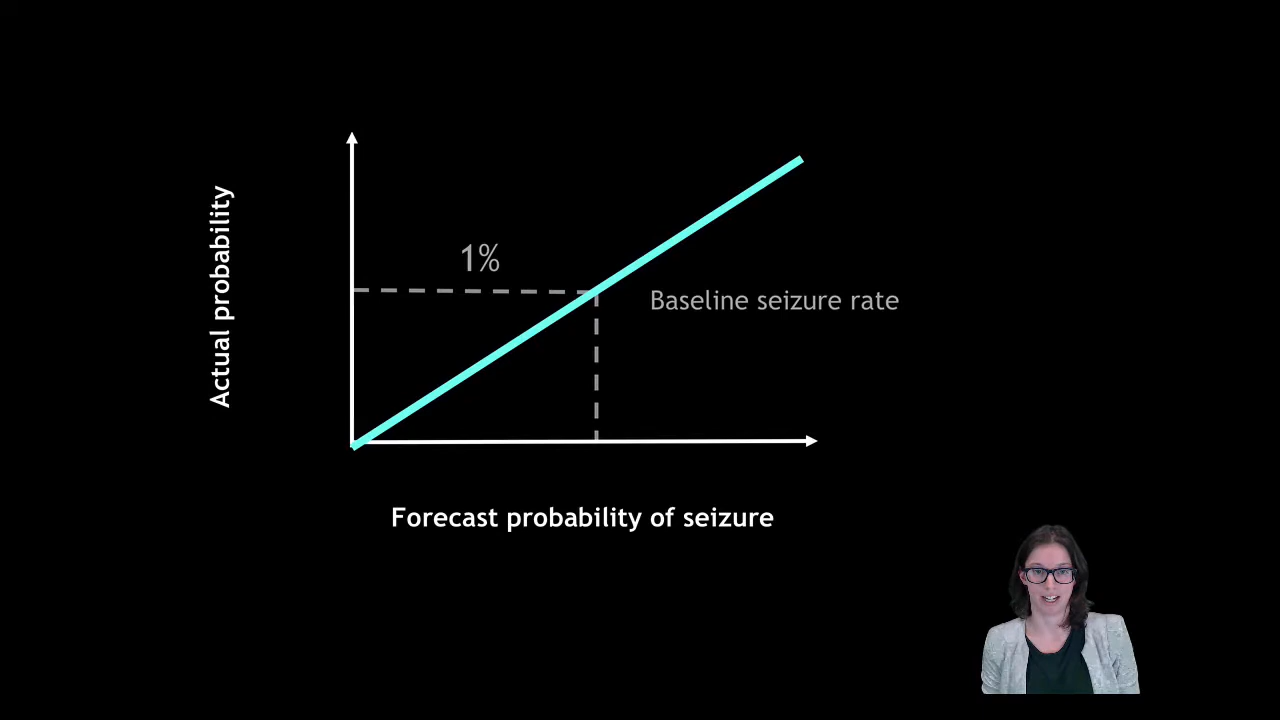 Actual probability
1%
Baseline seizure rate
Forecast probability of seizure